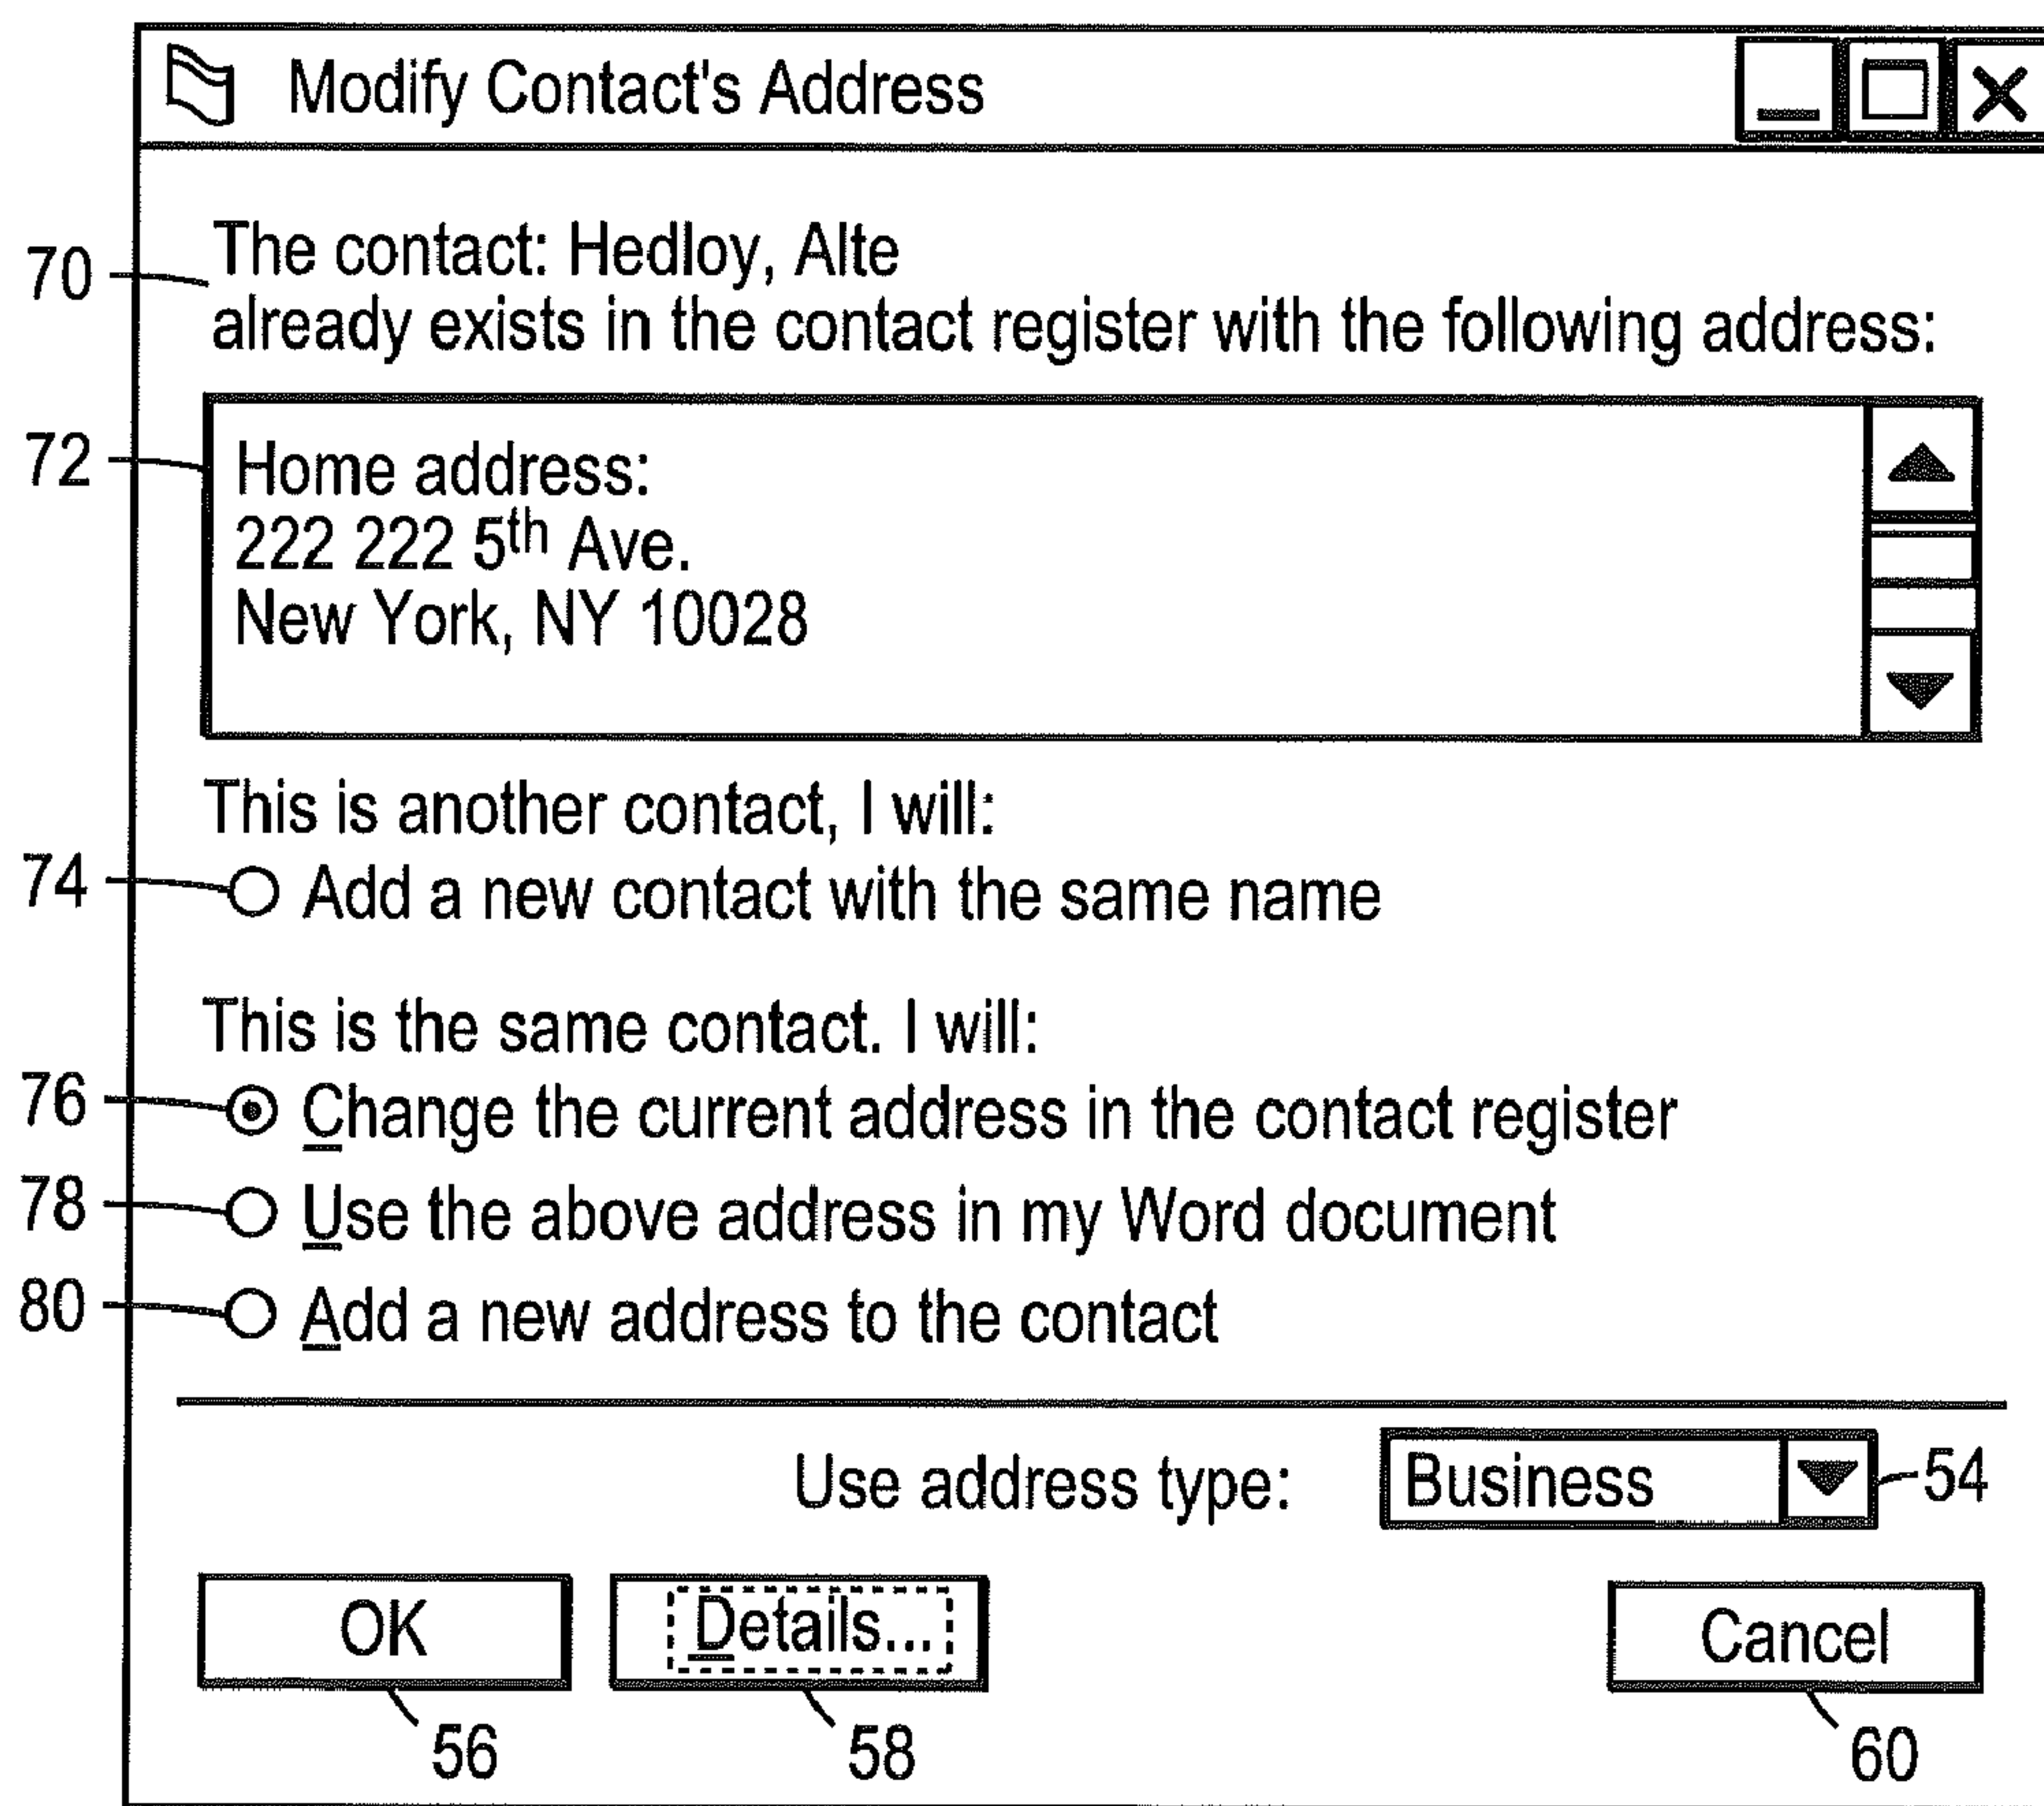 Modify Contact's Address
70 The contact: Hedloy, Alte
already exists in the contact register with the following address:
72 Home address:
222 222 5th Ave.
New York, NY 10028
This is another contact, I will:
74 Add a new contact with the same name
This is the same contact. I will:
76 Change the current address in the contact register
78 Use the above address in my Word document
80 Add a new address to the contact
Use address type: Business 54
OK Details... Cancel
56 58 60